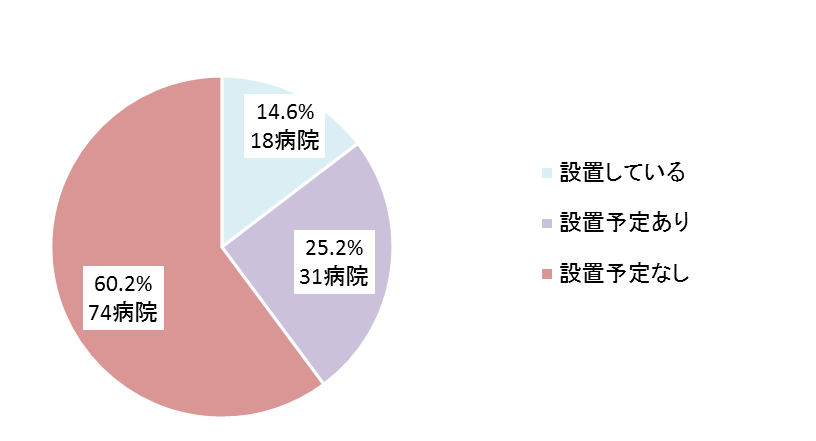 14.6%
18病院
25.2%
31病院
60.2%
74病院
設置している
設置予定あり
設置予定なし